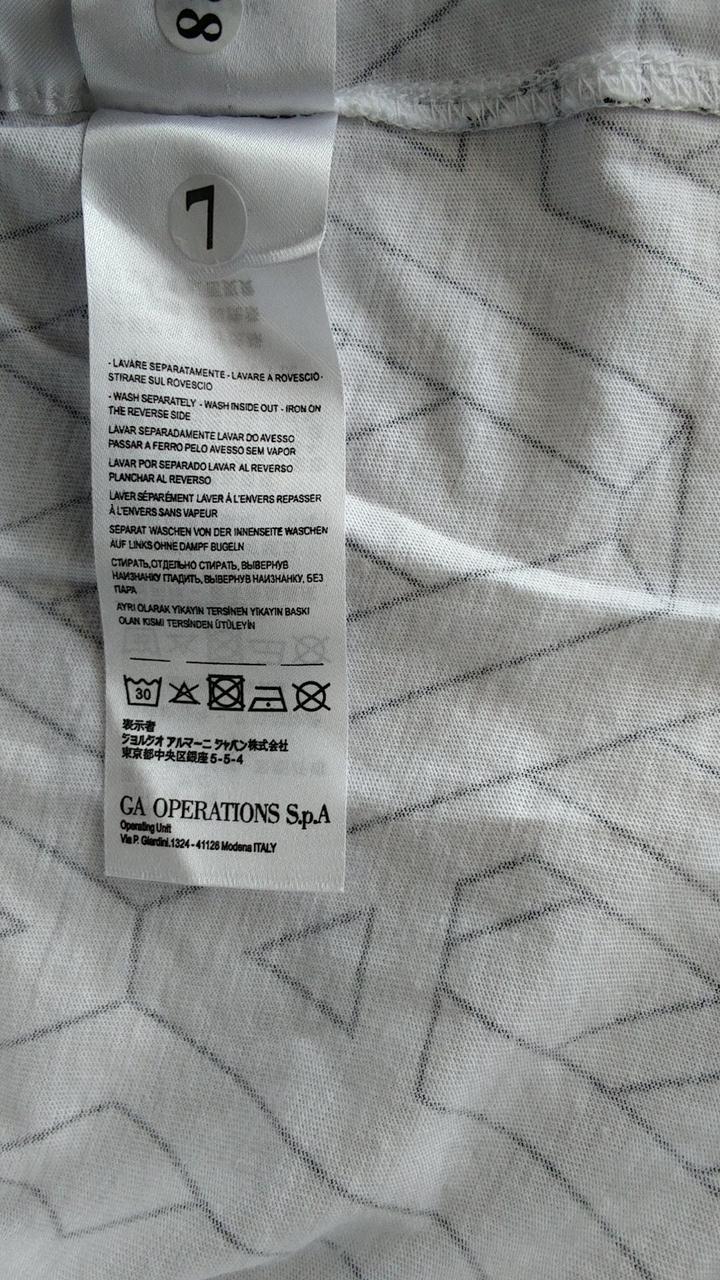 8
L
- LAVARE SEPARATAMENTE - LAVARE A ROVESCIO -
STIRARE SUL ROVESCIO
- WASH SEPARATELY - WASH INSIDE OUT - IRON ON
THE REVERSE SIDE
LAVAR SEPARADAMENTE LAVAR DO AVESSO
PASSAR A FERRO PELO AVESSO SEM VAPOR
LAVAR POR SEPARADO LAVAR AL REVERSO
PLANCHAR AL REVERSO
LAVER SÉPARÉMENT LAVER À L'ENVERS REPASSER
À L'ENVERS SANS VAPEUR
SEPARAT WASCHEN VON DER INNENSEITE WASCHEN
AUF LINKS OHNE DAMPF BUGELN
СТИРАТЬ,ОТДЕЛЬНО СТИРАТЬ, ВЫВЕРНУВ
НАИЗНАНКУ ГЛАДИТЬ, ВЫВЕРНУВ НАИЗНАНКУ, БЕЗ
ПАРА
AYRI OLARAK YIKAYIN TERSİNEN YIKAYIN BASKI
OLAN KISMI TERSİNDEN ÜTÜLEYİN
30
表示者
ジョルジオ アルマーニ ジャパン株式会社
東京都中央区銀座5-5-4
GA OPERATIONS S.p.A
Operating Unit
Via P. Giardini.1324 - 41126 Modena ITALY